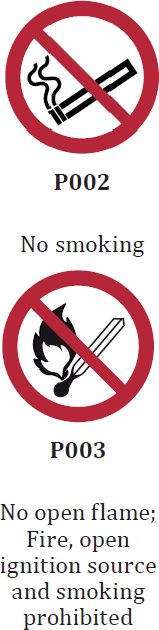 P002
No smoking
P003
No open flame;
Fire, open
ignition source
and smoking
prohibited